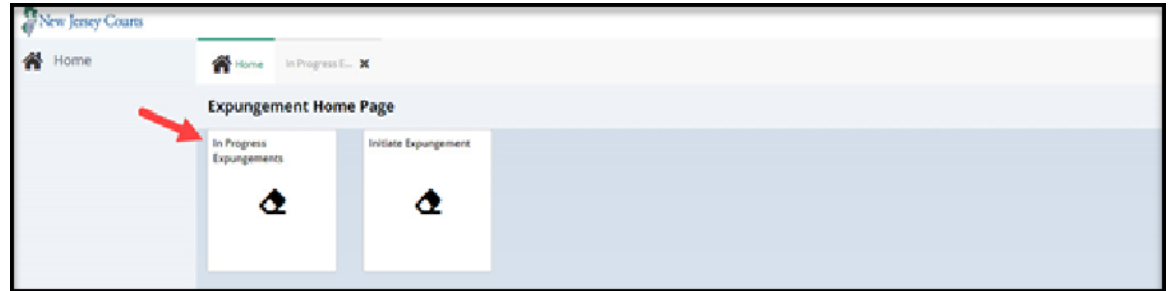 New Jersey Courts
Home
Home
In Progress E...
Expungement Home Page
In Progress
Expungements
Initiate Expungement